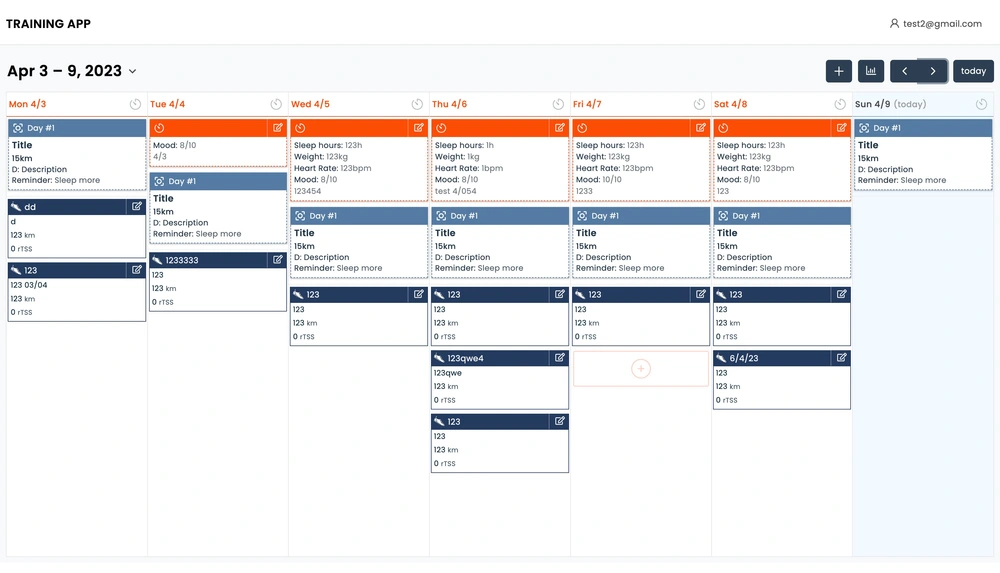 TRAINING APP
test2@gmail.com
Apr 3 – 9, 2023
today
Mon 4/3
Day #1
Title
15km
D: Description
Reminder: Sleep more
dd
d
123 km
0 rTSS
123
123 03/04
123 km
0 rTSS
Tue 4/4
Mood: 8/10
4/3
Day #1
Title
15km
D: Description
Reminder: Sleep more
1233333
123
123 km
0 rTSS
Wed 4/5
Sleep hours: 123h
Weight: 123kg
Heart Rate: 123bpm
Mood: 8/10
123454
Day #1
Title
15km
D: Description
Reminder: Sleep more
123
123
123 km
0 rTSS
Thu 4/6
Sleep hours: 1h
Weight: 1kg
Heart Rate: 1bpm
Mood: 8/10
test 4/054
Day #1
Title
15km
D: Description
Reminder: Sleep more
123
123
123 km
0 rTSS
123qwe4
123qwe
123 km
0 rTSS
123
123
123 km
0 rTSS
Fri 4/7
Sleep hours: 123h
Weight: 123kg
Heart Rate: 123bpm
Mood: 10/10
1233
Day #1
Title
15km
D: Description
Reminder: Sleep more
123
123
123 km
0 rTSS
Sat 4/8
Sleep hours: 123h
Weight: 123kg
Heart Rate: 123bpm
Mood: 8/10
123
Day #1
Title
15km
D: Description
Reminder: Sleep more
123
123
123 km
0 rTSS
6/4/23
123
123 km
0 rTSS
Sun 4/9 (today)
Day #1
Title
15km
D: Description
Reminder: Sleep more